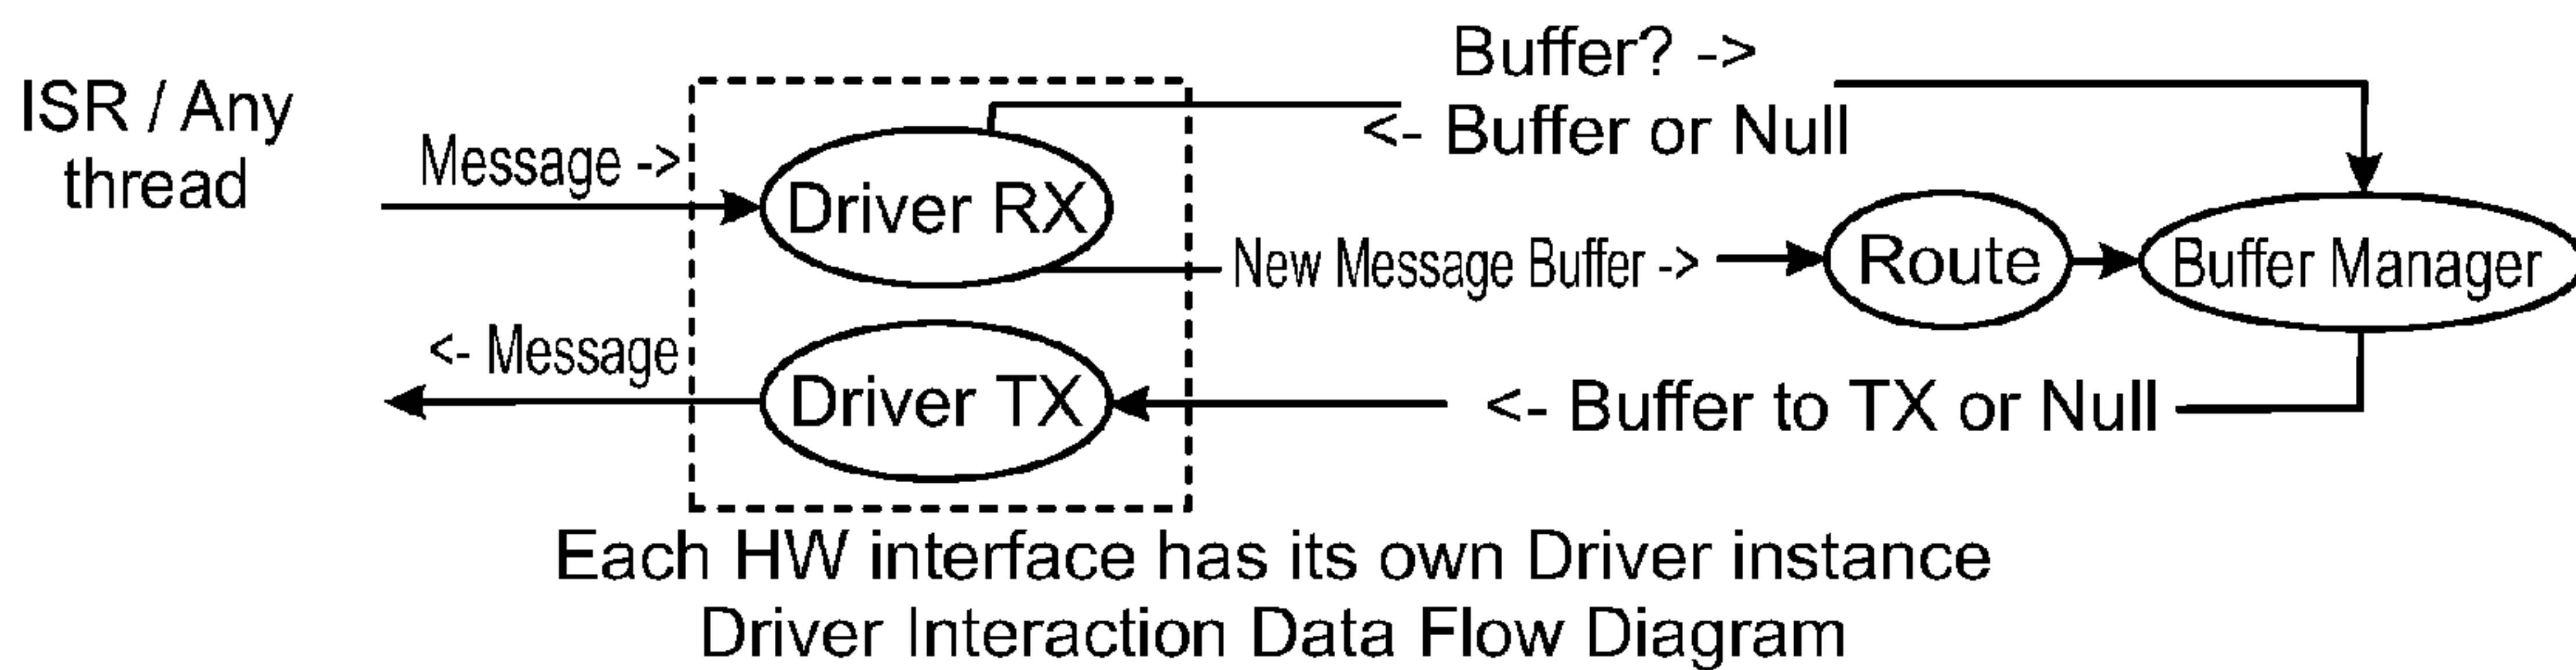 ISR / Any
thread
Message ->
Driver RX
Buffer? ->
<- Buffer or Null
New Message Buffer ->
Route
Buffer Manager
<- Message
Driver TX
<- Buffer to TX or Null
Each HW interface has its own Driver instance
Driver Interaction Data Flow Diagram